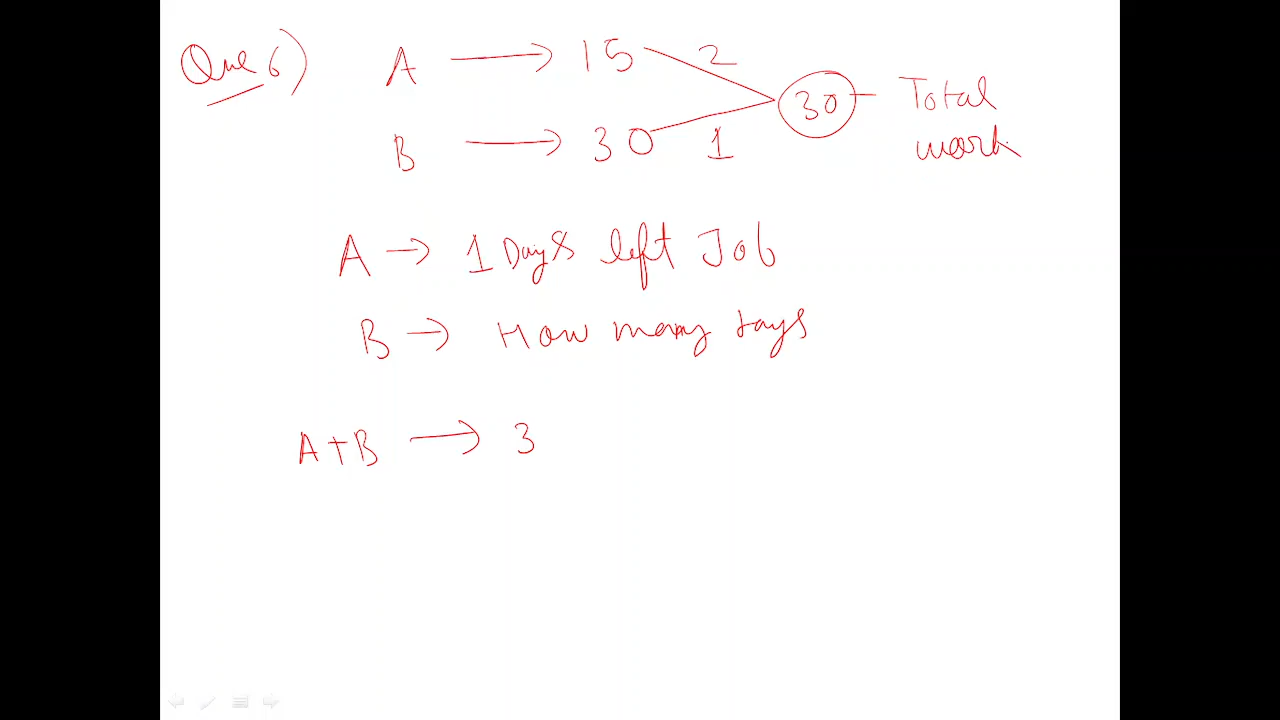 Que 6)
A → 15 2
30 Total work
B → 30 1
A → 1 Days left Job
B → How many days
A+B → 3